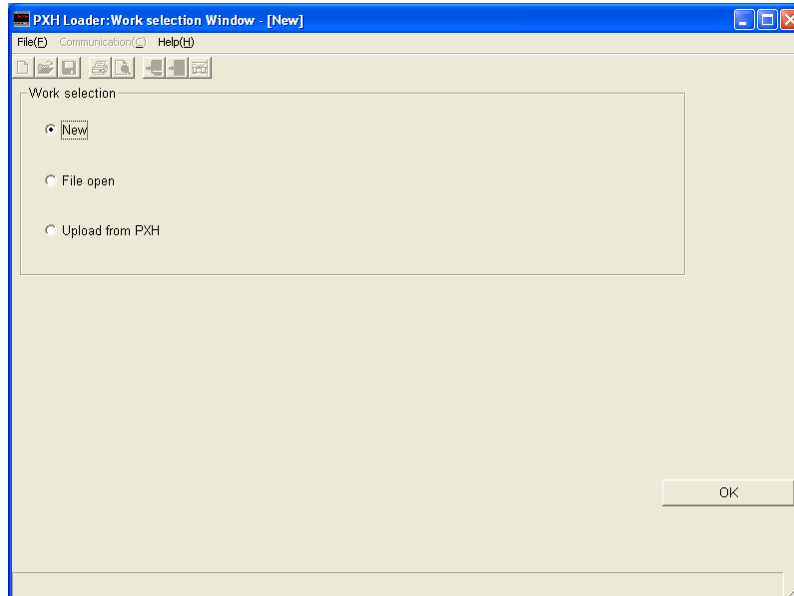 PXH Loader:Work selection Window - [New]
File(F) Communication(C) Help(H)
Work selection
New
File open
Upload from PXH
OK